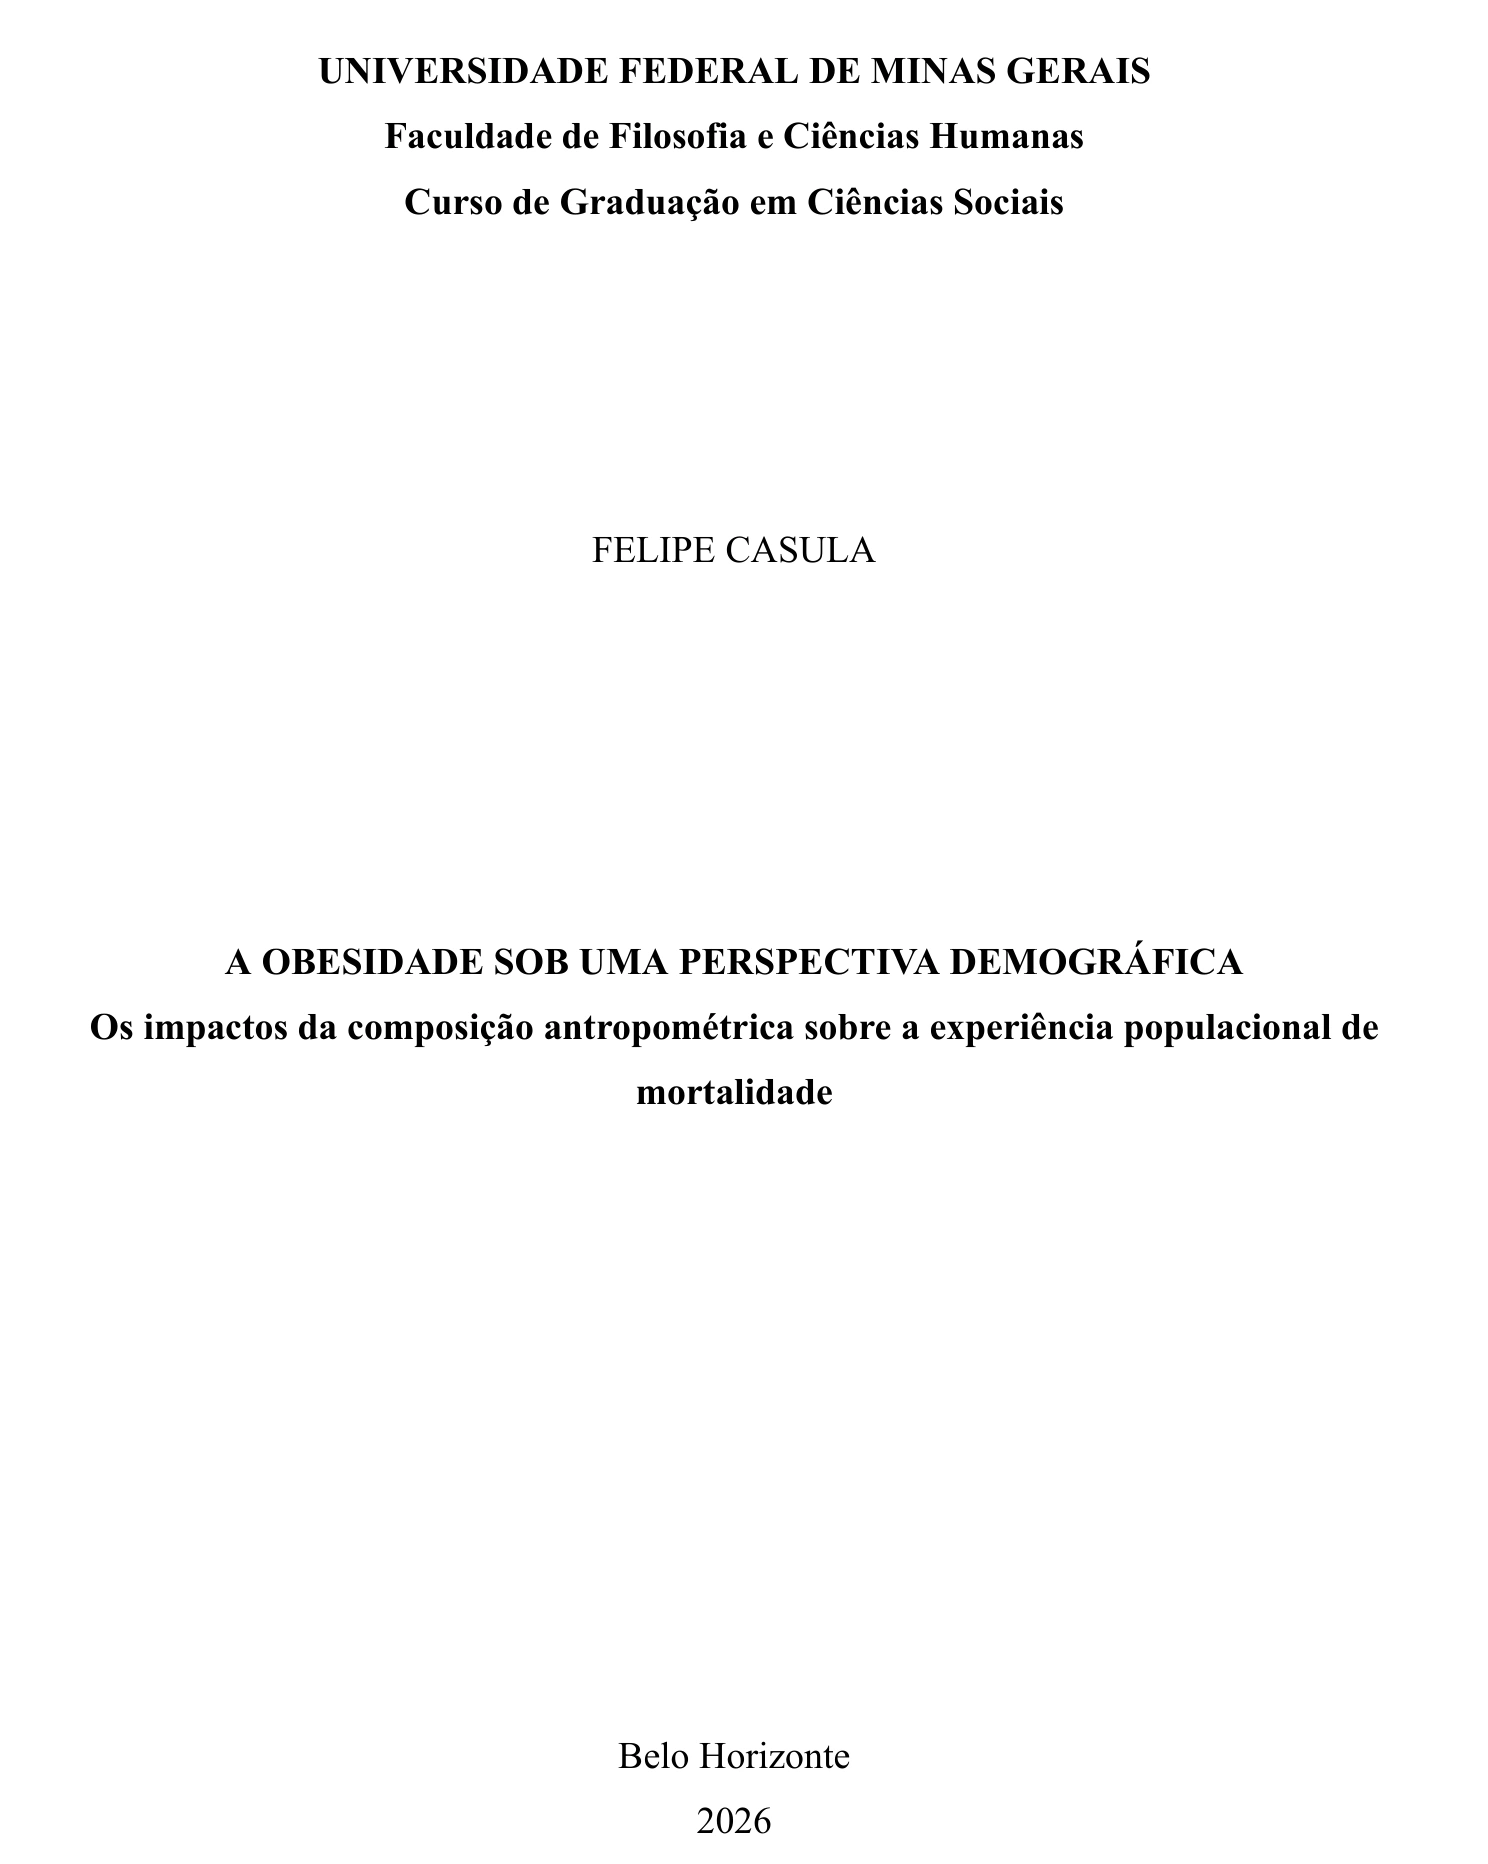 UNIVERSIDADE FEDERAL DE MINAS GERAIS
Faculdade de Filosofia e Ciências Humanas
Curso de Graduação em Ciências Sociais
FELIPE CASULA
A OBESIDADE SOB UMA PERSPECTIVA DEMOGRÁFICA
Os impactos da composição antropométrica sobre a experiência populacional de
mortalidade
Belo Horizonte
2026